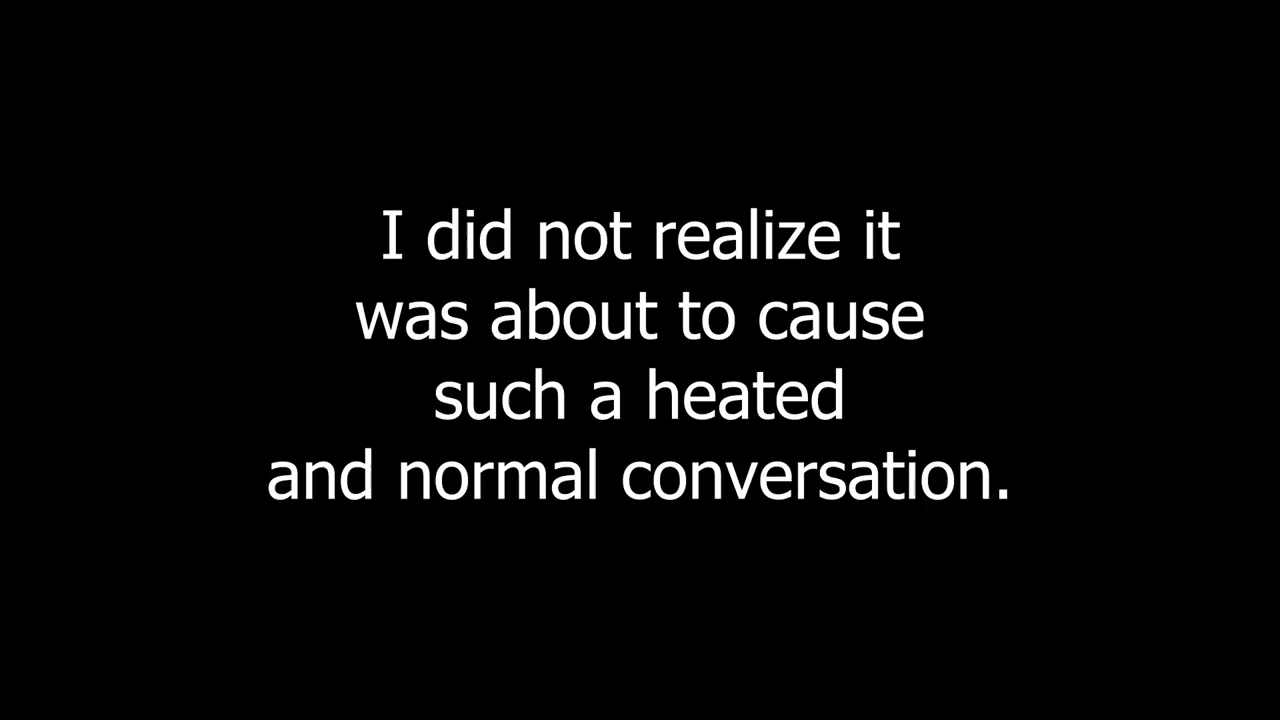 I did not realize it
was about to cause
such a heated
and normal conversation.